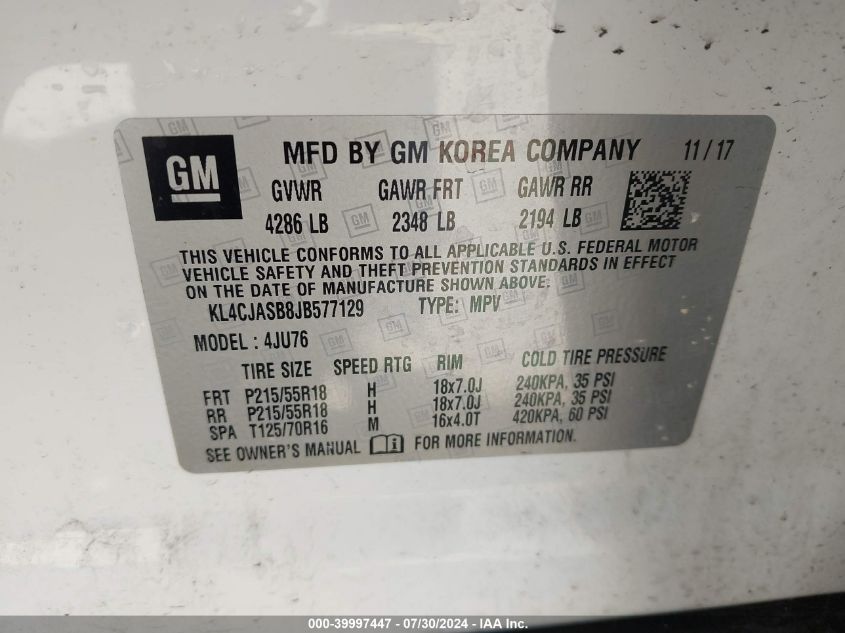 GM
MFD BY GM KOREA COMPANY 11/17
GVWR GAWR FRT GAWR RR
4286 LB 2348 LB 2194 LB
THIS VEHICLE CONFORMS TO ALL APPLICABLE U.S. FEDERAL MOTOR
VEHICLE SAFETY AND THEFT PREVENTION STANDARDS IN EFFECT
ON THE DATE OF MANUFACTURE SHOWN ABOVE.
KL4CJASB8JB577129 TYPE: MPV
MODEL: 4JU76
TIRE SIZE SPEED RTG RIM COLD TIRE PRESSURE
FRT P215/55R18 H 18x7.0J 240KPA, 35 PSI
RR P215/55R18 H 18x7.0J 240KPA, 35 PSI
SPA T125/70R16 M 16x4.0T 420KPA, 60 PSI
SEE OWNER'S MANUAL FOR MORE INFORMATION.
000-39997447 - 07/30/2024 - IAA Inc.